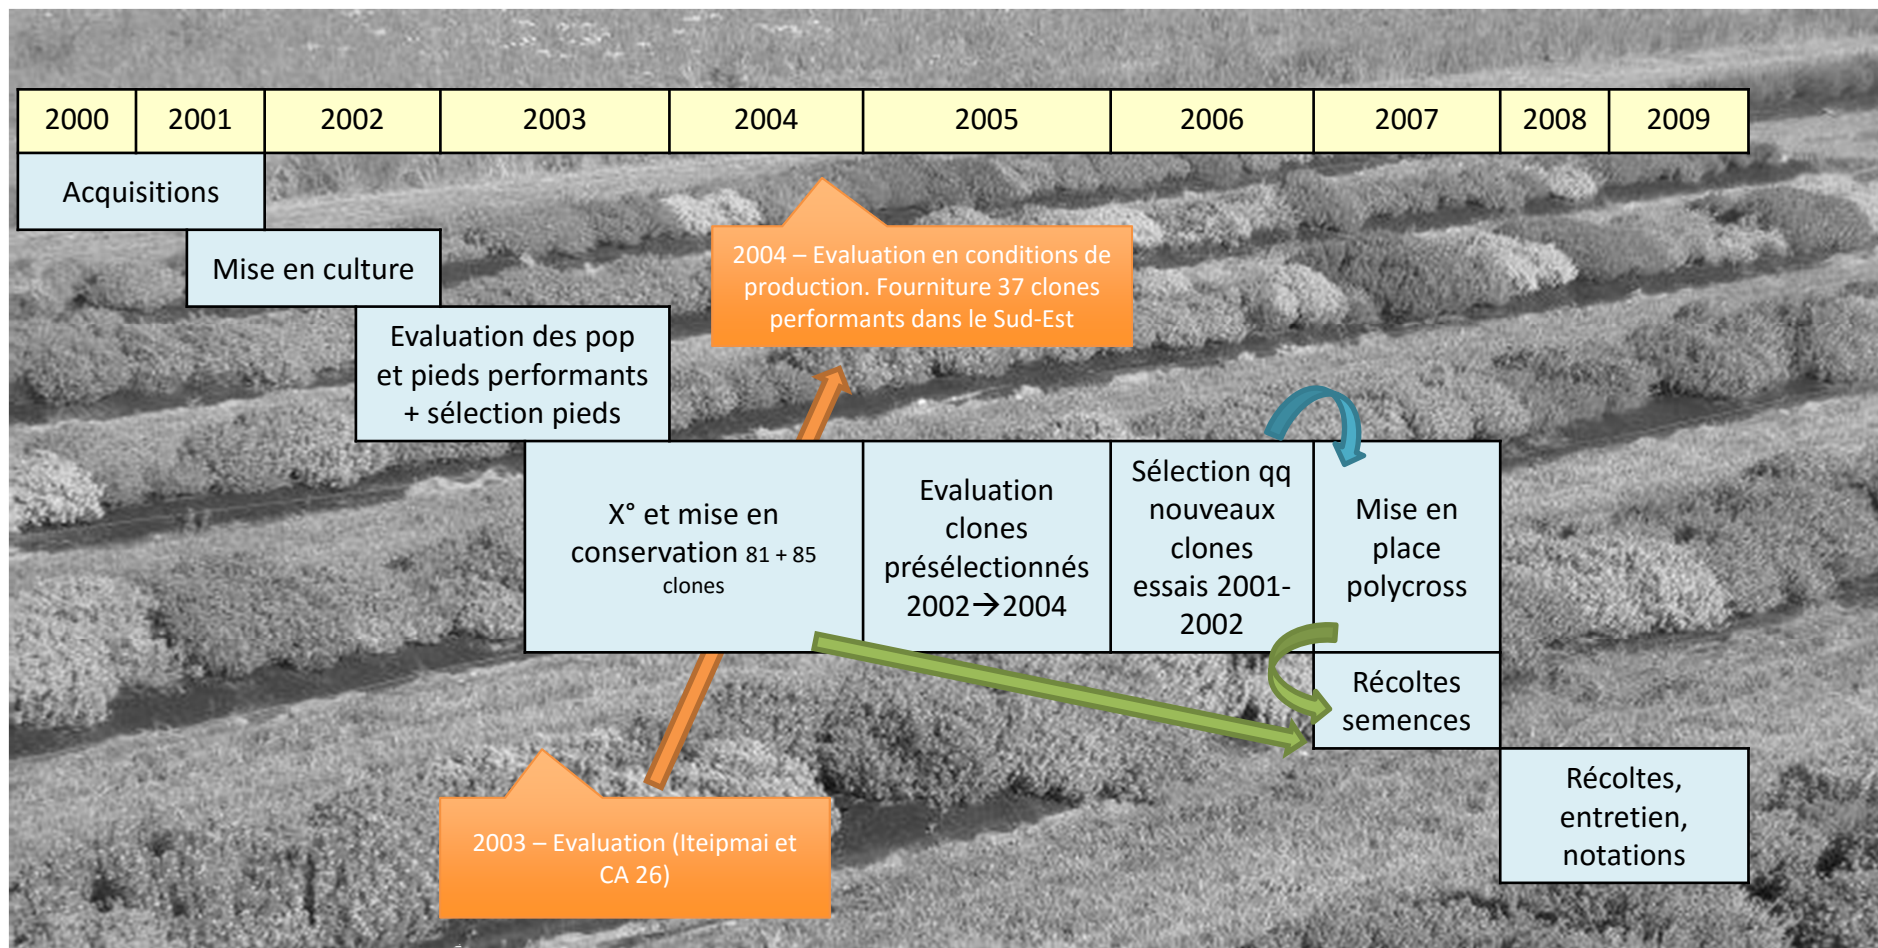 2000 2001 2002 2003 2004 2005 2006 2007 2008 2009
Acquisitions
Mise en culture
Evaluation des pop
et pieds performants
+ sélection pieds
2004 – Evaluation en conditions de
production. Fourniture 37 clones
performants dans le Sud-Est
X° et mise en
conservation 81 + 85
clones
Evaluation
clones
présélectionnés
2002→2004
Sélection qq
nouveaux
clones
essais 2001-
2002
Mise en
place
polycross
Récoltes
semences
Récoltes,
entretien,
notations
2003 – Evaluation (Iteipmai et
CA 26)